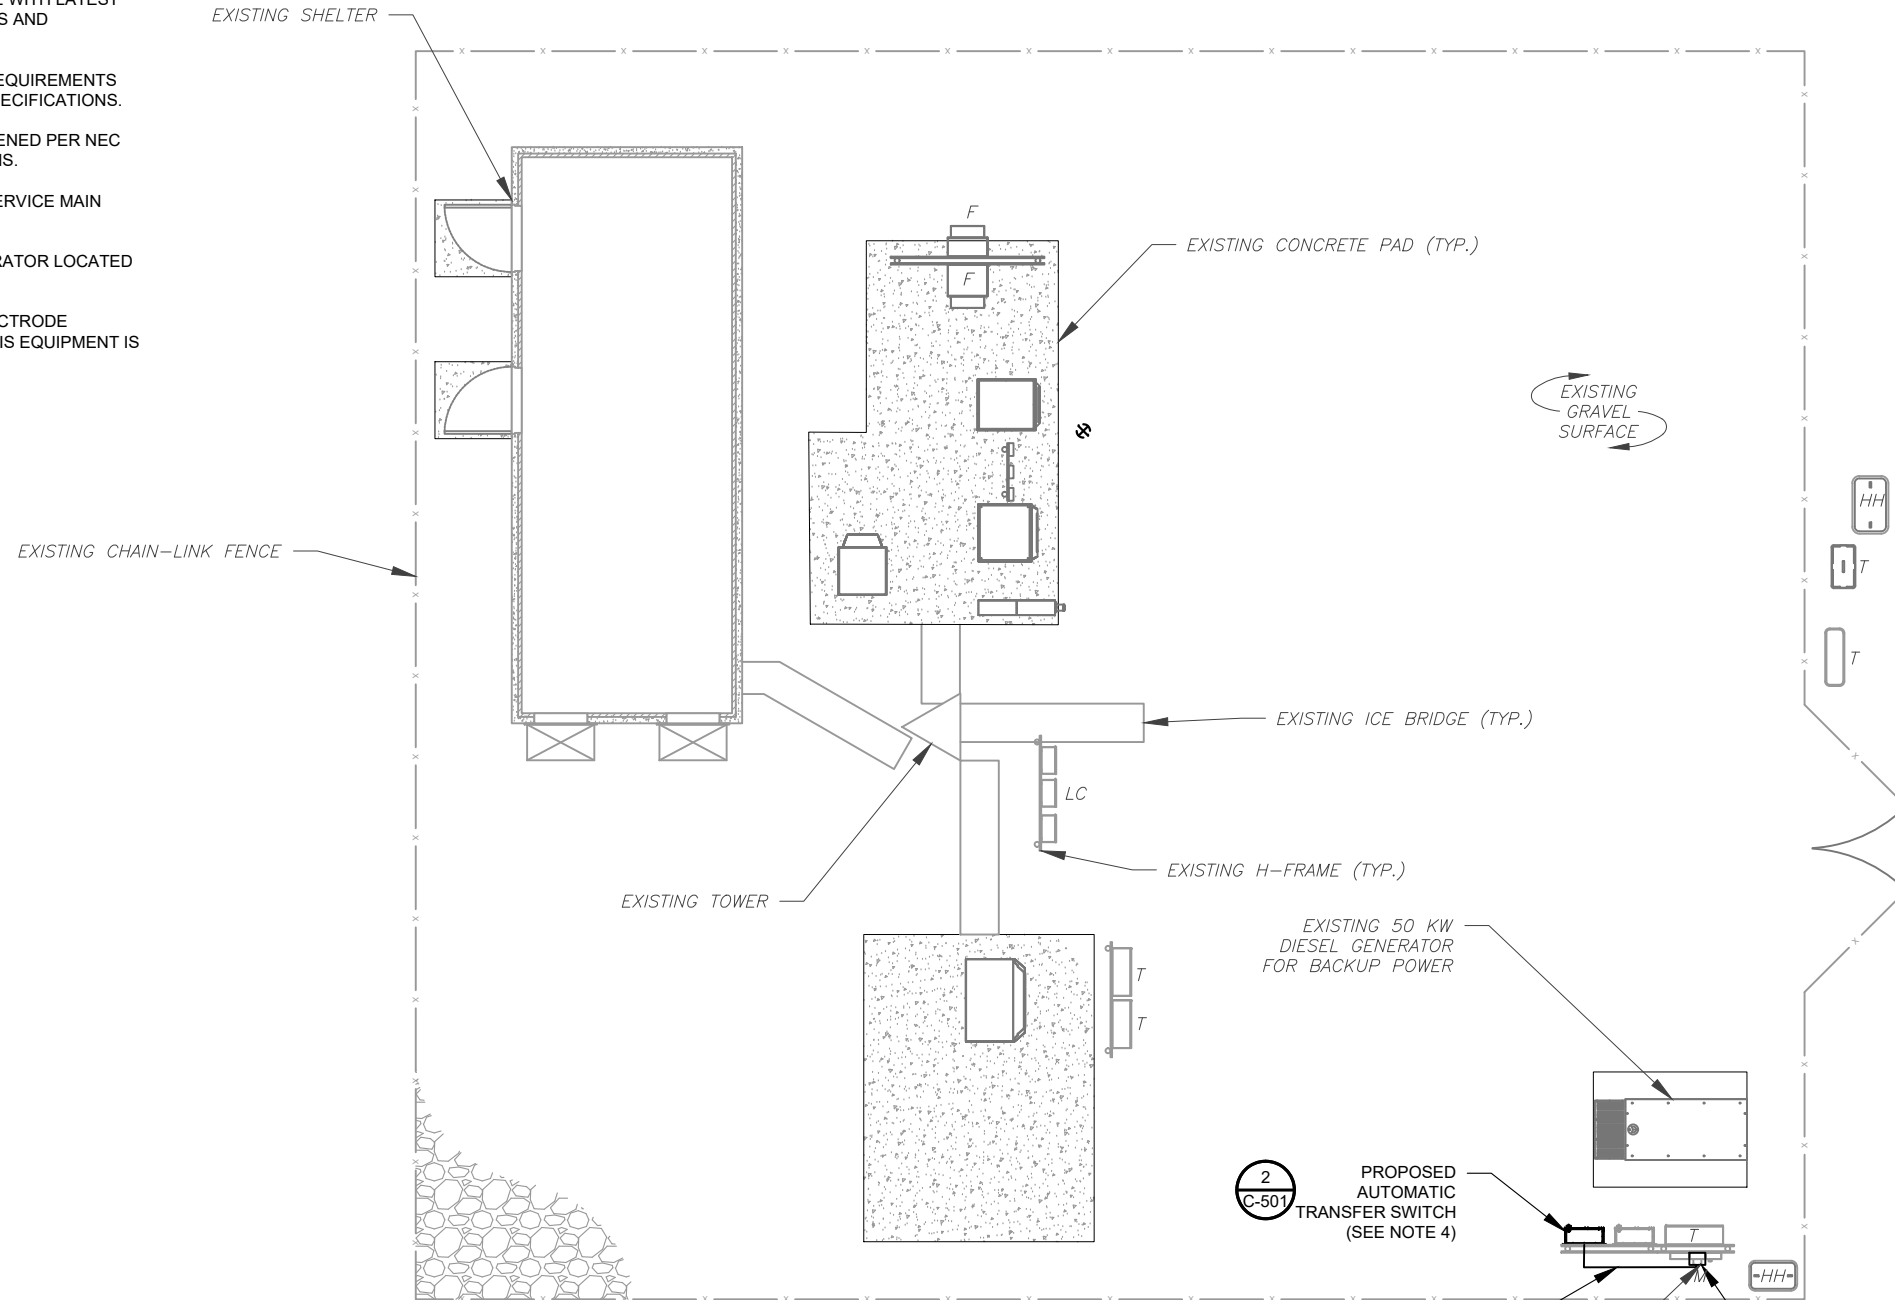 WITH LATEST
S AND
EQUIREMENTS
ECIFICATIONS.
ENED PER NEC
NS.
ERVICE MAIN
RATOR LOCATED
CTRODE
IS EQUIPMENT IS
EXISTING SHELTER
F
F
EXISTING CONCRETE PAD (TYP.)
EXISTING
GRAVEL
SURFACE
HH
T
T
EXISTING CHAIN-LINK FENCE
EXISTING ICE BRIDGE (TYP.)
LC
EXISTING H-FRAME (TYP.)
EXISTING TOWER
EXISTING 50 KW
DIESEL GENERATOR
FOR BACKUP POWER
T
T
2
C-501
PROPOSED
AUTOMATIC
TRANSFER SWITCH
(SEE NOTE 4)
T
M
HH